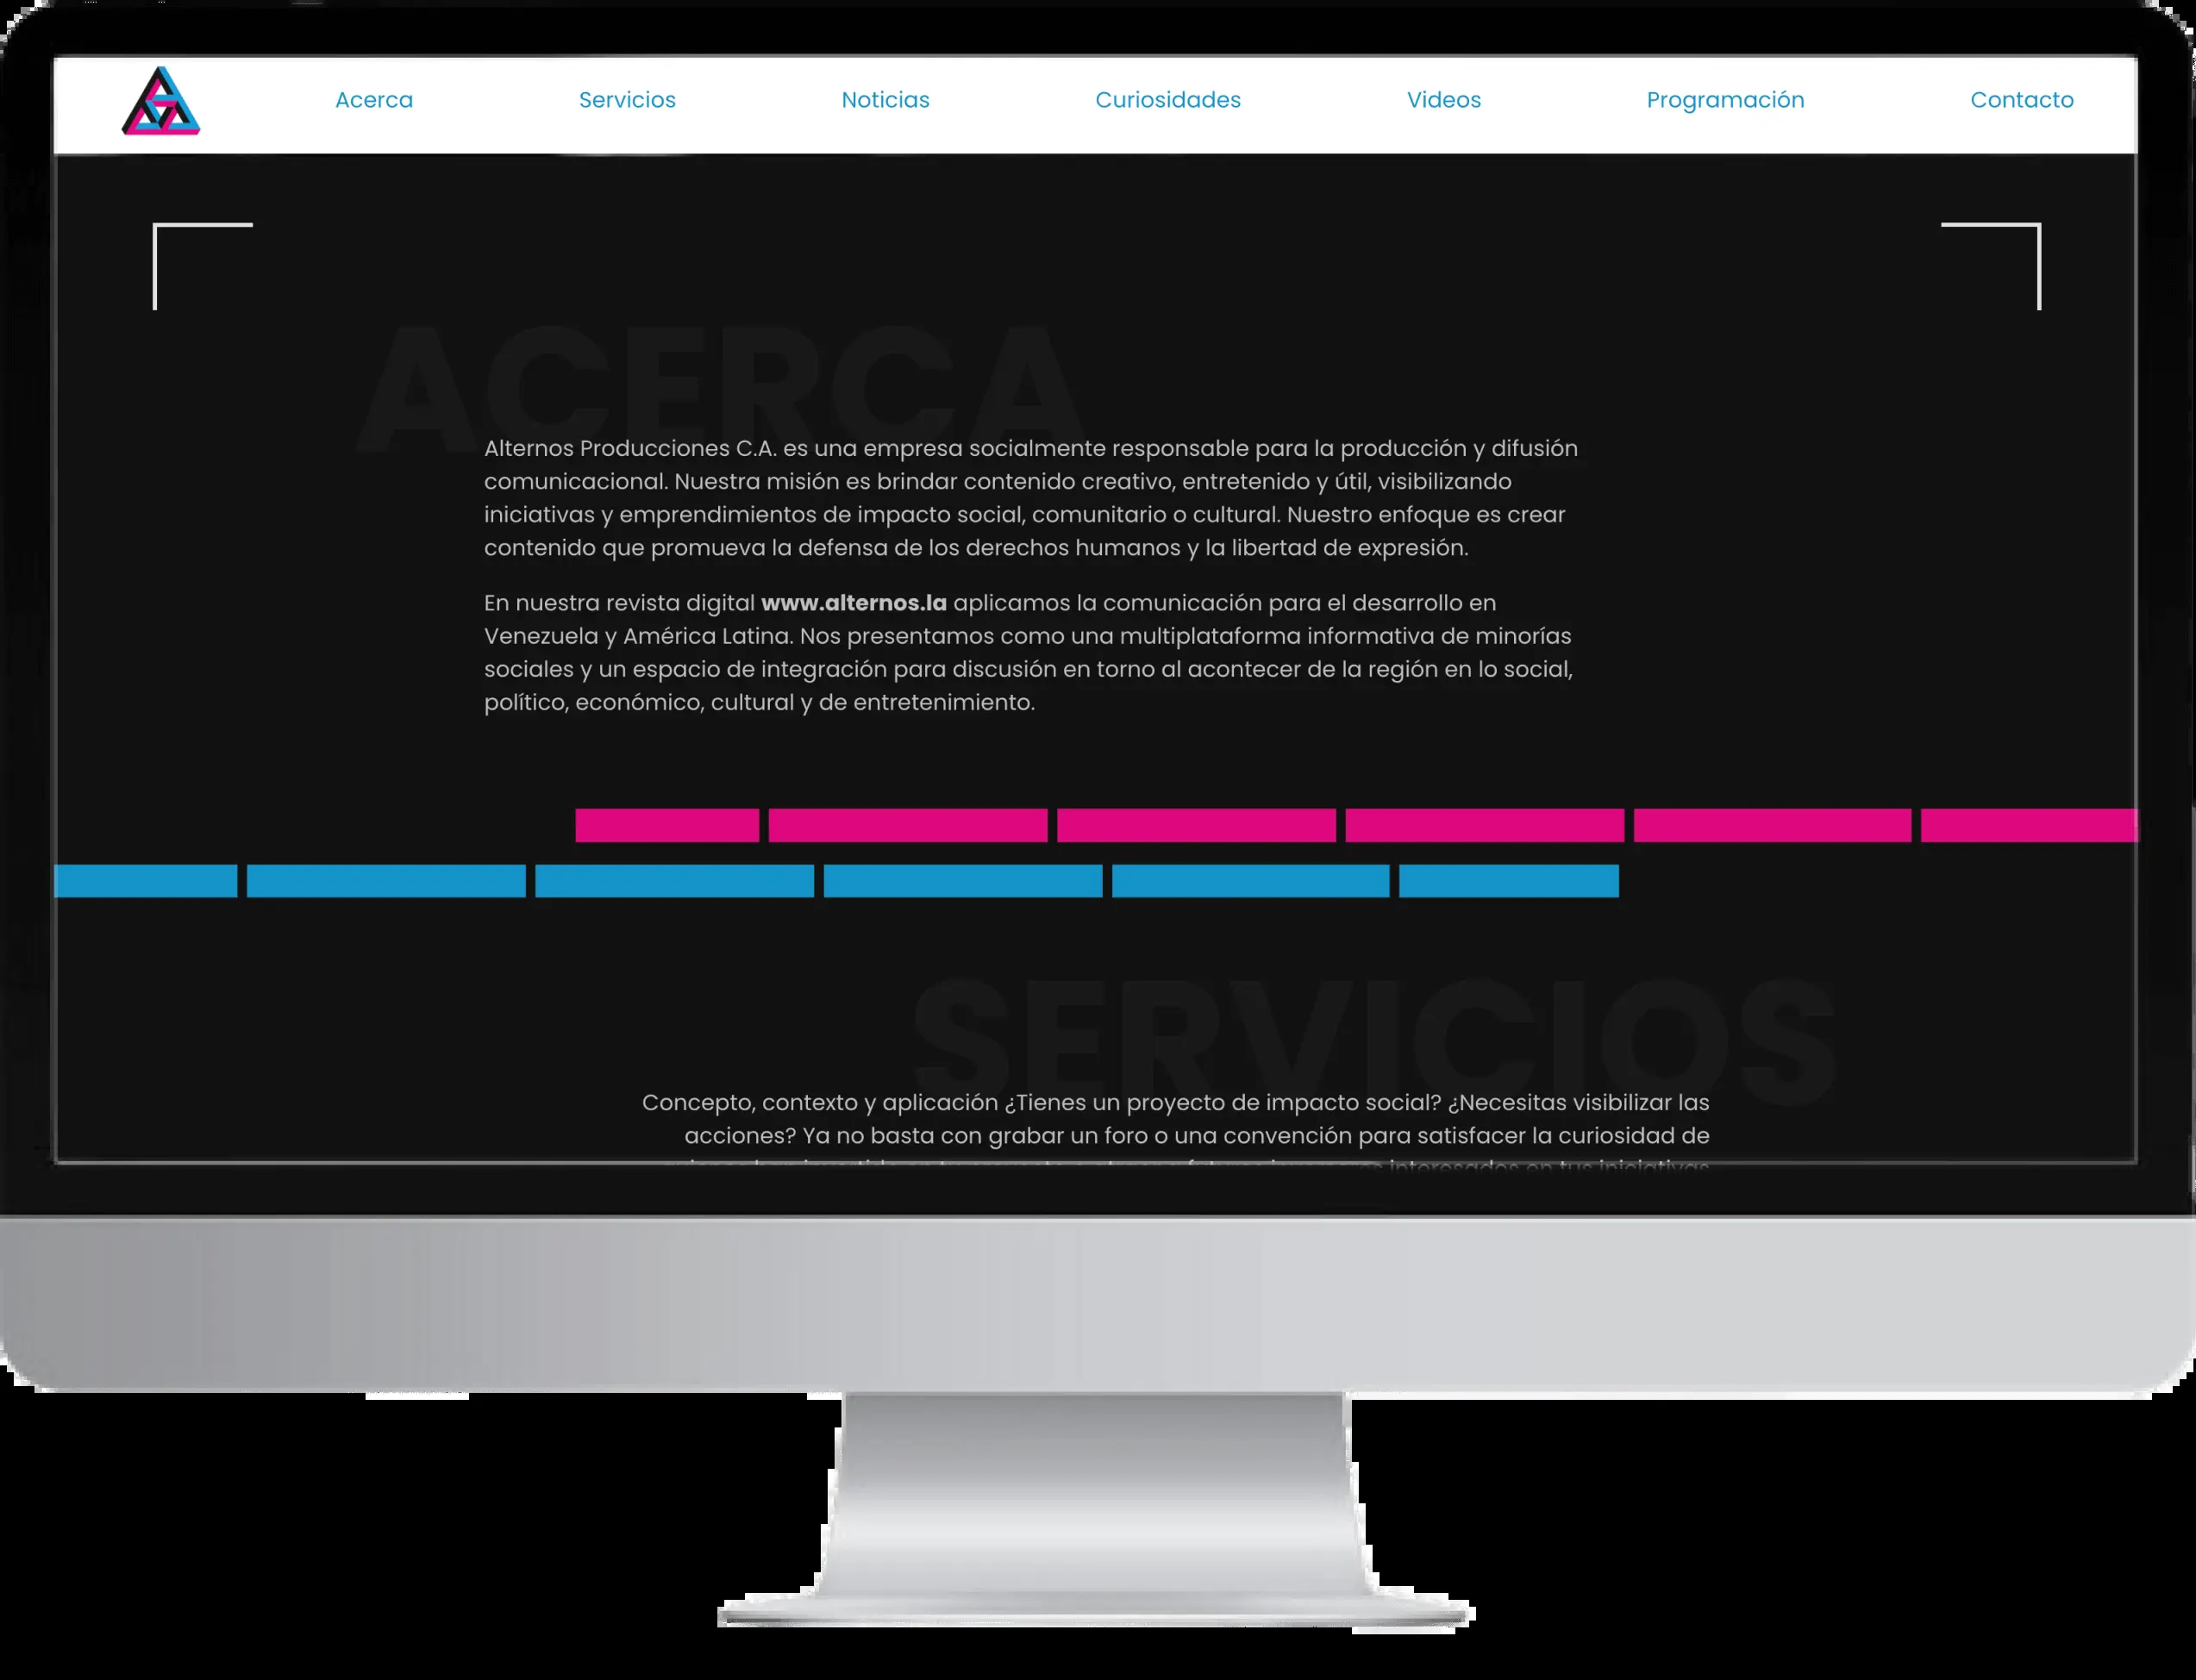 Acerca Servicios Noticias Curiosidades Videos Programación Contacto
ACERCA
Alternos Producciones C.A. es una empresa socialmente responsable para la producción y difusión
comunicacional. Nuestra misión es brindar contenido creativo, entretenido y útil, visibilizando
iniciativas y emprendimientos de impacto social, comunitario o cultural. Nuestro enfoque es crear
contenido que promueva la defensa de los derechos humanos y la libertad de expresión.
En nuestra revista digital www.alternos.la aplicamos la comunicación para el desarrollo en
Venezuela y América Latina. Nos presentamos como una multiplataforma informativa de minorías
sociales y un espacio de integración para discusión en torno al acontecer de la región en lo social,
político, económico, cultural y de entretenimiento.
SERVICIOS
Concepto, contexto y aplicación ¿Tienes un proyecto de impacto social? ¿Necesitas visibilizar las
acciones? Ya no basta con grabar un foro o una convención para satisfacer la curiosidad de
interesados en tus iniciativas